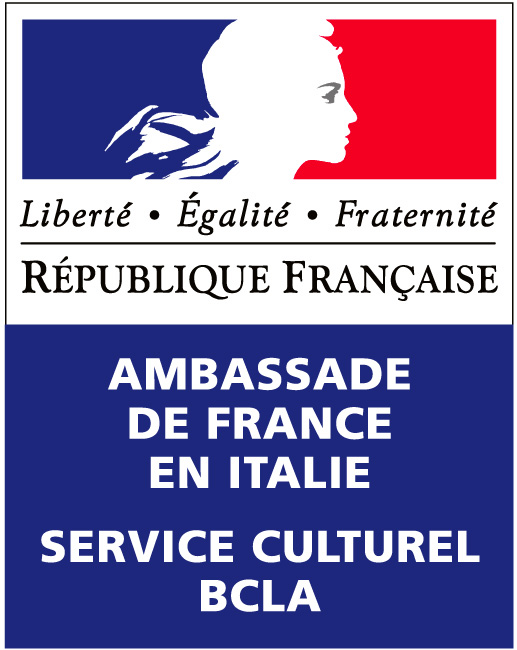 Liberté • Égalité • Fraternité
RÉPUBLIQUE FRANÇAISE
AMBASSADE
DE FRANCE
EN ITALIE
SERVICE CULTUREL
BCLA